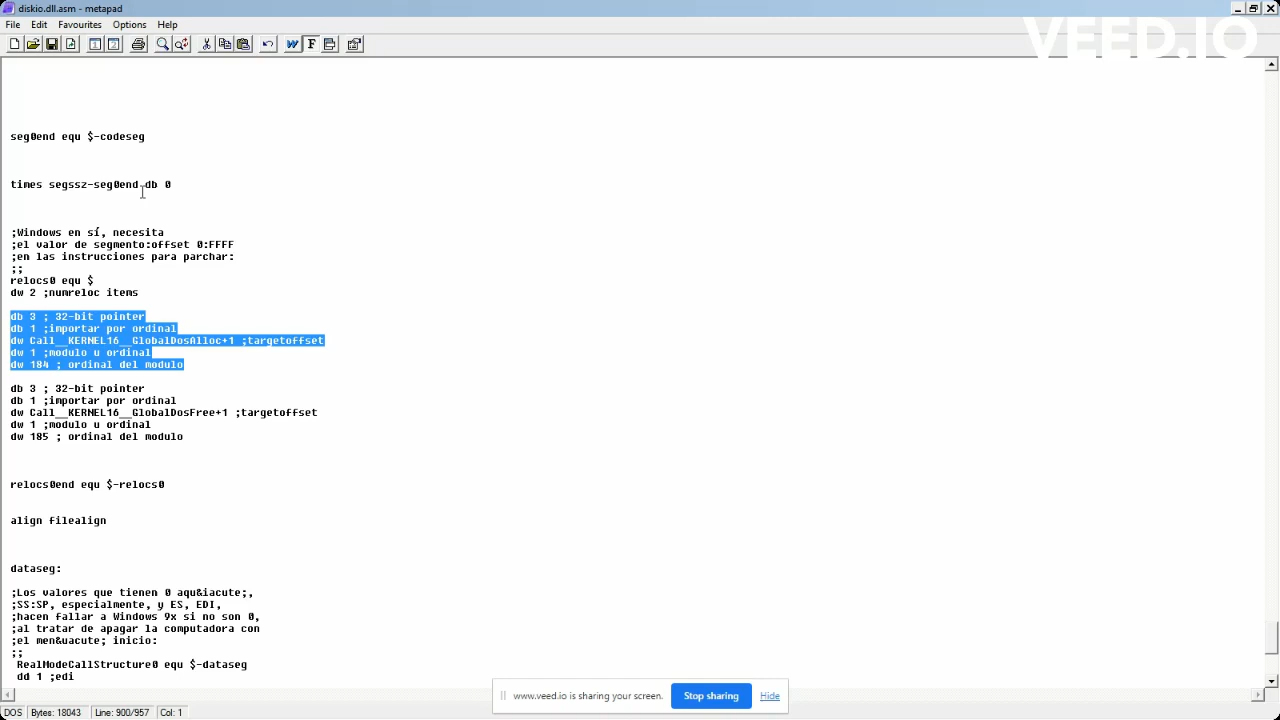 diskio.dll.asm - metapad
File Edit Favourites Options Help
VEED.IO
seg0end equ $-codeseg
times segssz-seg0end db 0
;Windows en sí, necesita
;el valor de segmento:offset 0:FFFF
;en las instrucciones para parchar:
;;
relocs0 equ $
dw 2 ;numreloc items
db 3 ; 32-bit pointer
db 1 ;importar por ordinal
dw Call__KERNEL16__GlobalDosAlloc+1 ;targetoffset
dw 1 ;modulo u ordinal
dw 184 ; ordinal del modulo
db 3 ; 32-bit pointer
db 1 ;importar por ordinal
dw Call__KERNEL16__GlobalDosFree+1 ;targetoffset
dw 1 ;modulo u ordinal
dw 185 ; ordinal del modulo
relocs0end equ $-relocs0
align filealign
dataseg:
;Los valores que tienen 0 aqu&iacute;,
;SS:SP, especialmente, y ES, EDI,
;hacen fallar a Windows 9x si no son 0,
;al tratar de apagar la computadora con
;el men&uacute; inicio:
;;
RealModeCallStructure0 equ $-dataseg
dd 1 ;edi
www.veed.io is sharing your screen. Stop sharing Hide
DOS Bytes: 18043 Line: 900/957 Col: 1